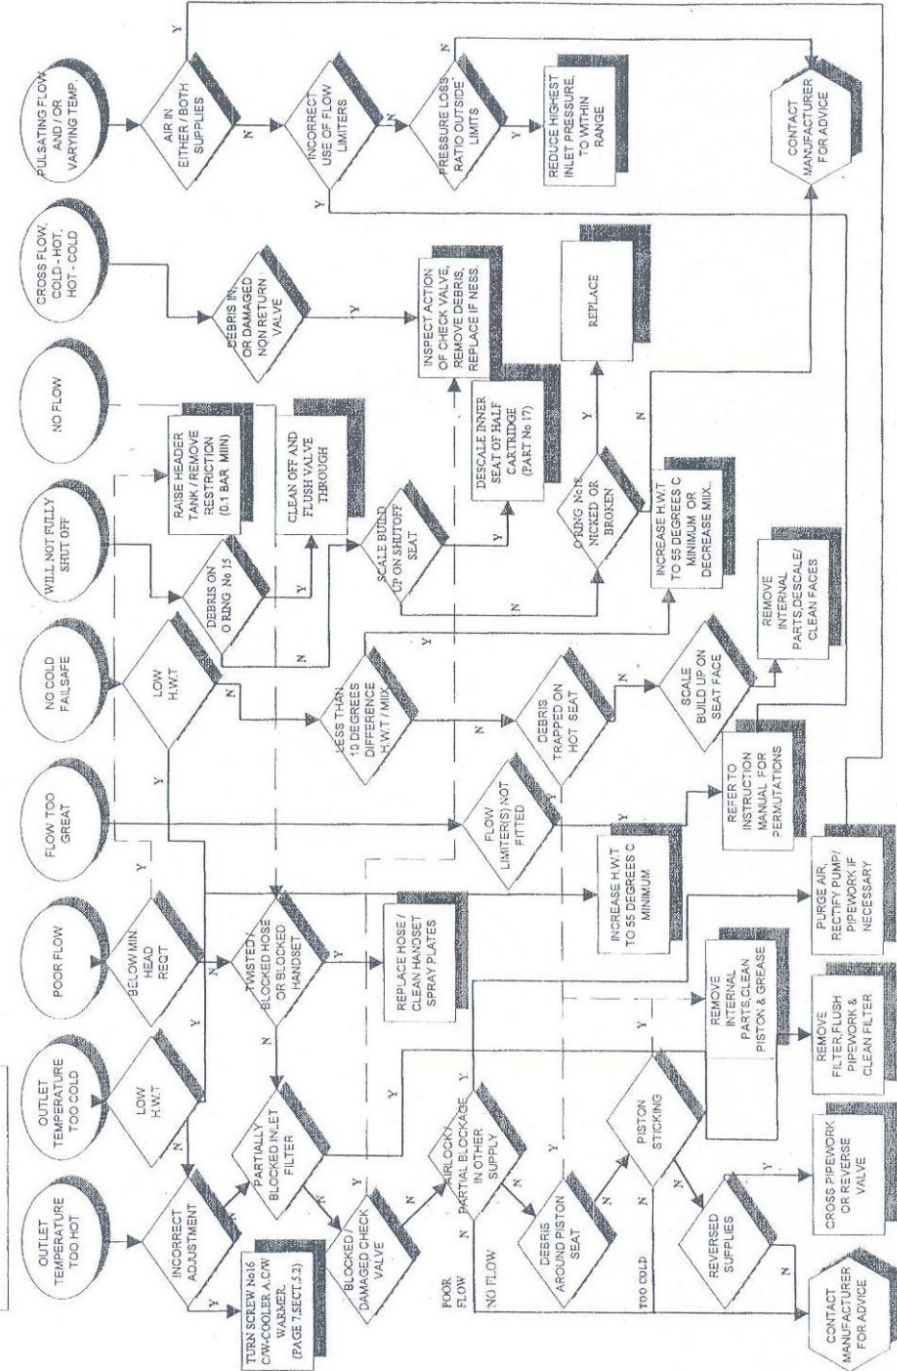 OUTLET
TEMPERATURE
TOO HOT
OUTLET
TEMPERATURE
TOO COLD
POOR FLOW
FLOW TOO
GREAT
NO COLD
FAILSAFE
WILL NOT FULLY
SHUT OFF
NO FLOW
CROSS FLOW,
COLD - HOT,
HOT - COLD
PULSATING FLOW
AND / OR
VARYING TEMP.
INCORRECT
ADJUSTMENT
Y
N
TURN SCREW No16
C/W-COOLER A.C/W
WARMER.
(PAGE 7.SECT.5.2)
LOW
H.W.T
Y
N
BELOW MIN.
HEAD
REQT
Y
N
TWISTED /
BLOCKED HOSE
OR BLOCKED
HANDSET
Y
N
REPLACE HOSE /
CLEAN HANDSET
SPRAY PLATES
PARTIALLY
BLOCKED INLET
FILTER
Y
N
BLOCKED /
DAMAGED CHECK
VALVE
Y
N
AIRLOCK /
PARTIAL BLOCKAGE
IN OTHER
SUPPLY
Y
N
POOR
FLOW
N
NO FLOW
DEBRIS
AROUND PISTON
SEAT
Y
N
TOO COLD
PISTON
STICKING
Y
N
REVERSED
SUPPLIES
Y
N
CONTACT
MANUFACTURER
FOR ADVICE
CROSS PIPEWORK
OR REVERSE
VALVE
REMOVE
FILTER,FLUSH
PIPEWORK &
CLEAN FILTER
REMOVE
INTERNAL
PARTS,CLEAN
PISTON & GREASE
PURGE AIR,
RECTIFY PUMP/
PIPEWORK IF
NECESSARY
INCREASE H.W.T
TO 55 DEGREES C
MINIMUM
FLOW
LIMITER(S) NOT
FITTED
Y
REFER TO
INSTRUCTION
MANUAL FOR
PERMUTATIONS
LOW
H.W.T
Y
N
LESS THAN
10 DEGREES
DIFFERENCE
H.W.T / MIIX
Y
N
DEBRIS
TRAPPED ON
HOT SEAT
Y
N
SCALE
BUILD UP ON
SEAT FACE
Y
REMOVE
INTERNAL
PARTS,DESCALE/
CLEAN FACES
INCREASE H.W.T
TO 55 DEGREES C
MINIMUM OR
DECREASE MIIX..
RAISE HEADER
TANK / REMOVE
RESTRICTION
(0.1 BAR MIIN)
DEBRIS ON
O RING No 15
Y
N
CLEAN OFF AND
FLUSH VALVE
THROUGH
SCALE BUILD
UP ON SHUTOFF
SEAT
Y
N
DESCALE INNER
SEAT OF HALF
CARTRIDGE
(PART No 17)
NICKED OR
BROKEN
Y
N
REPLACE
DEBRIS IN,
OR DAMAGED
NON RETURN
VALVE
Y
INSPECT ACTION
OF CHECK VALVE,
REMOVE DEBRIS,
REPLACE IF NESS.
AIR IN
EITHER / BOTH
SUPPLIES
Y
N
INCORRECT
USE OF FLOW
LIMITERS
Y
N
PRESSURE LOSS
RATIO OUTSIDE
LIMITS
N
Y
REDUCE HIGHEST
INLET PRESSURE,
TO WITHIN
RANGE
CONTACT
MANUFACTURER
FOR ADVICE